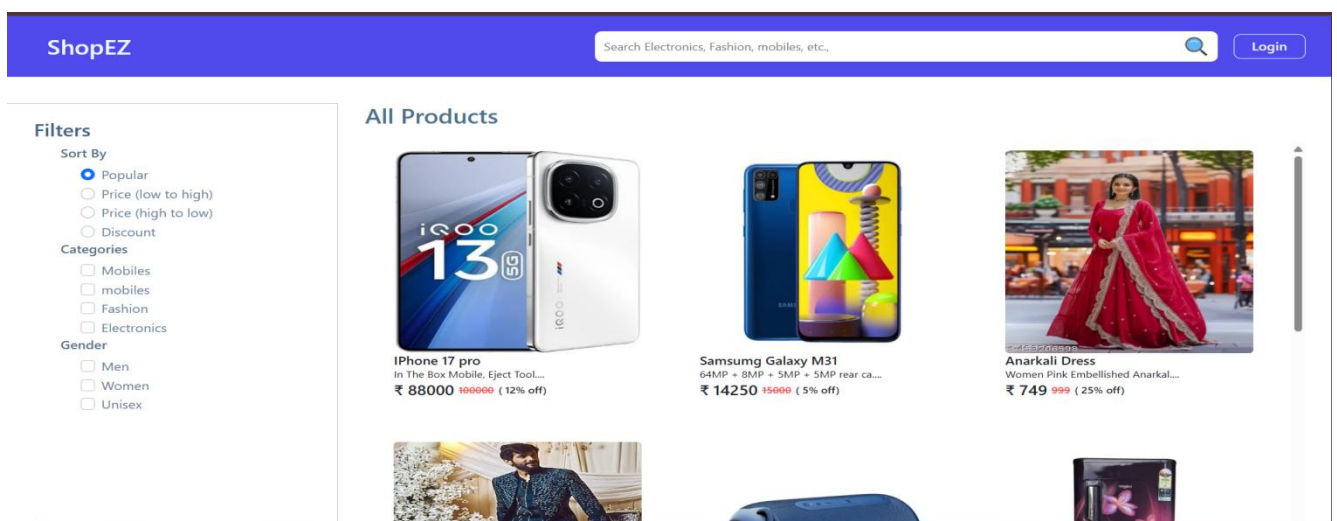 ShopEZ
Search Electronics, Fashion, mobiles, etc.,
Login
Filters
Sort By
Popular
Price (low to high)
Price (high to low)
Discount
Categories
Mobiles
mobiles
Fashion
Electronics
Gender
Men
Women
Unisex
All Products
iQOO
13 5G
iQOO
IPhone 17 pro
In The Box Mobile, Eject Tool....
₹ 88000 100000 ( 12% off)
Samsumg Galaxy M31
64MP + 8MP + 5MP + 5MP rear ca....
₹ 14250 15000 ( 5% off)
Anarkali Dress
Women Pink Embellished Anarkal....
₹ 749 999 ( 25% off)